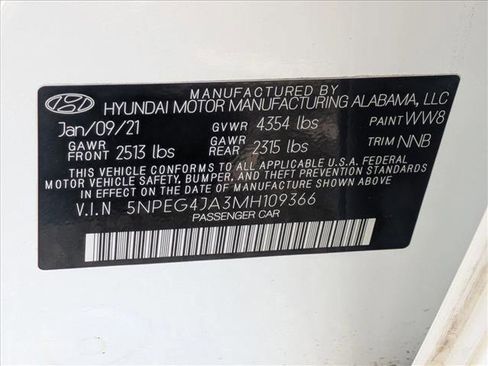 MANUFACTURED BY
HYUNDAI MOTOR MANUFACTURING ALABAMA, LLC
Jan/09/21 GVWR 4354 lbs PAINT WW8
GAWR FRONT 2513 lbs GAWR REAR 2315 lbs TRIM NNB
THIS VEHICLE CONFORMS TO ALL APPLICABLE U.S.A. FEDERAL
MOTOR VEHICLE SAFETY, BUMPER, AND THEFT PREVENTION
STANDARDS IN EFFECT ON THE DATE OF MANUFACTURE SHOWN ABOVE.
V.I.N 5NPEG4JA3MH109366
PASSENGER CAR